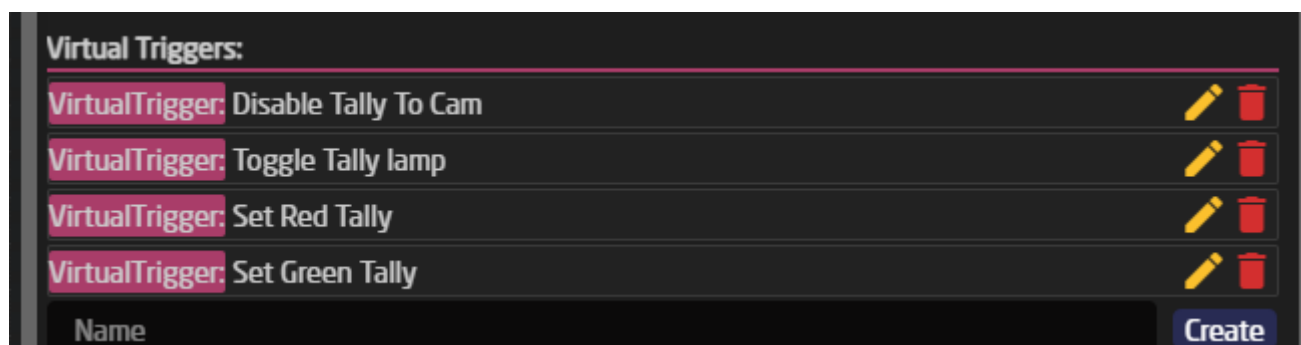 Virtual Triggers:
VirtualTrigger: Disable Tally To Cam
VirtualTrigger: Toggle Tally lamp
VirtualTrigger: Set Red Tally
VirtualTrigger: Set Green Tally
Name Create